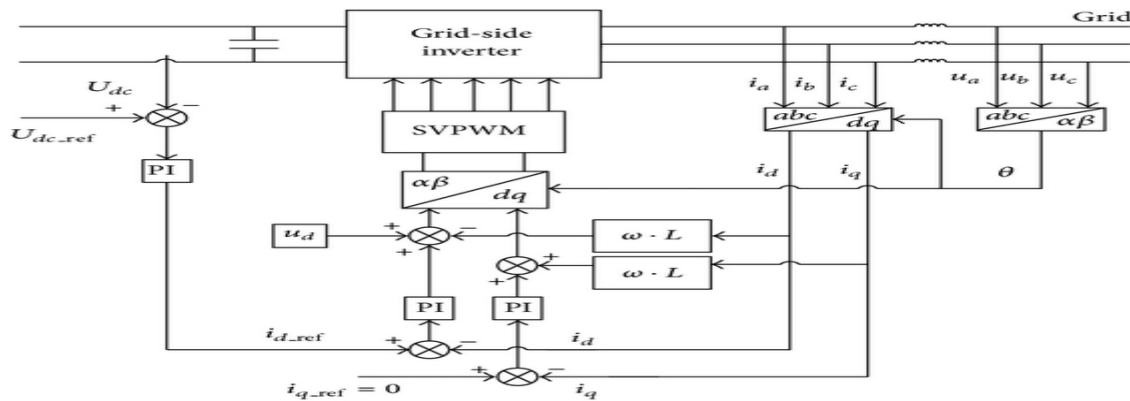 Grid
Grid-side
inverter
U_dc
i_a i_b i_c
u_a u_b u_c
+ −
U_dc_ref
SVPWM
abc dq
abc αβ
PI
αβ dq
i_d i_q θ
u_d + − ω · L
+
+ ω · L
+
PI PI
i_d_ref + − i_d
i_q_ref = 0 + − i_q